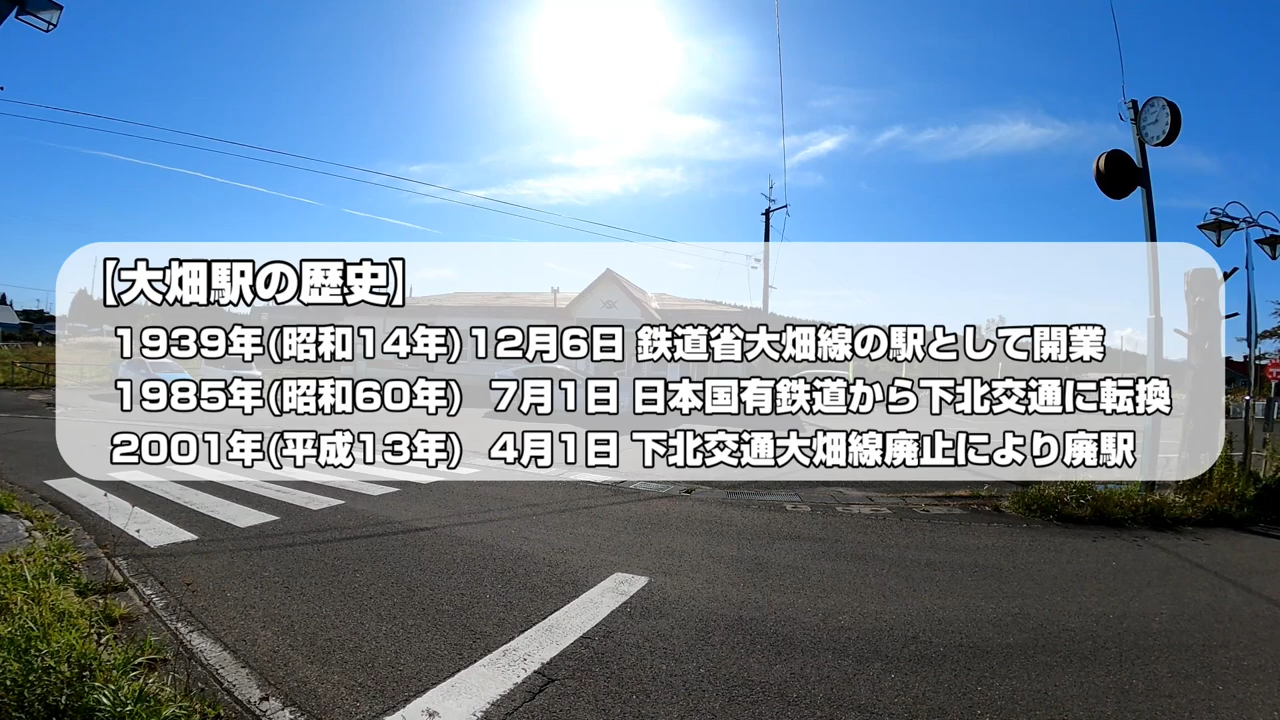 【大畑駅の歴史】
1939年(昭和14年)12月6日 鉄道省大畑線の駅として開業
1985年(昭和60年) 7月1日 日本国有鉄道から下北交通に転換
2001年(平成13年) 4月1日 下北交通大畑線廃止により廃駅